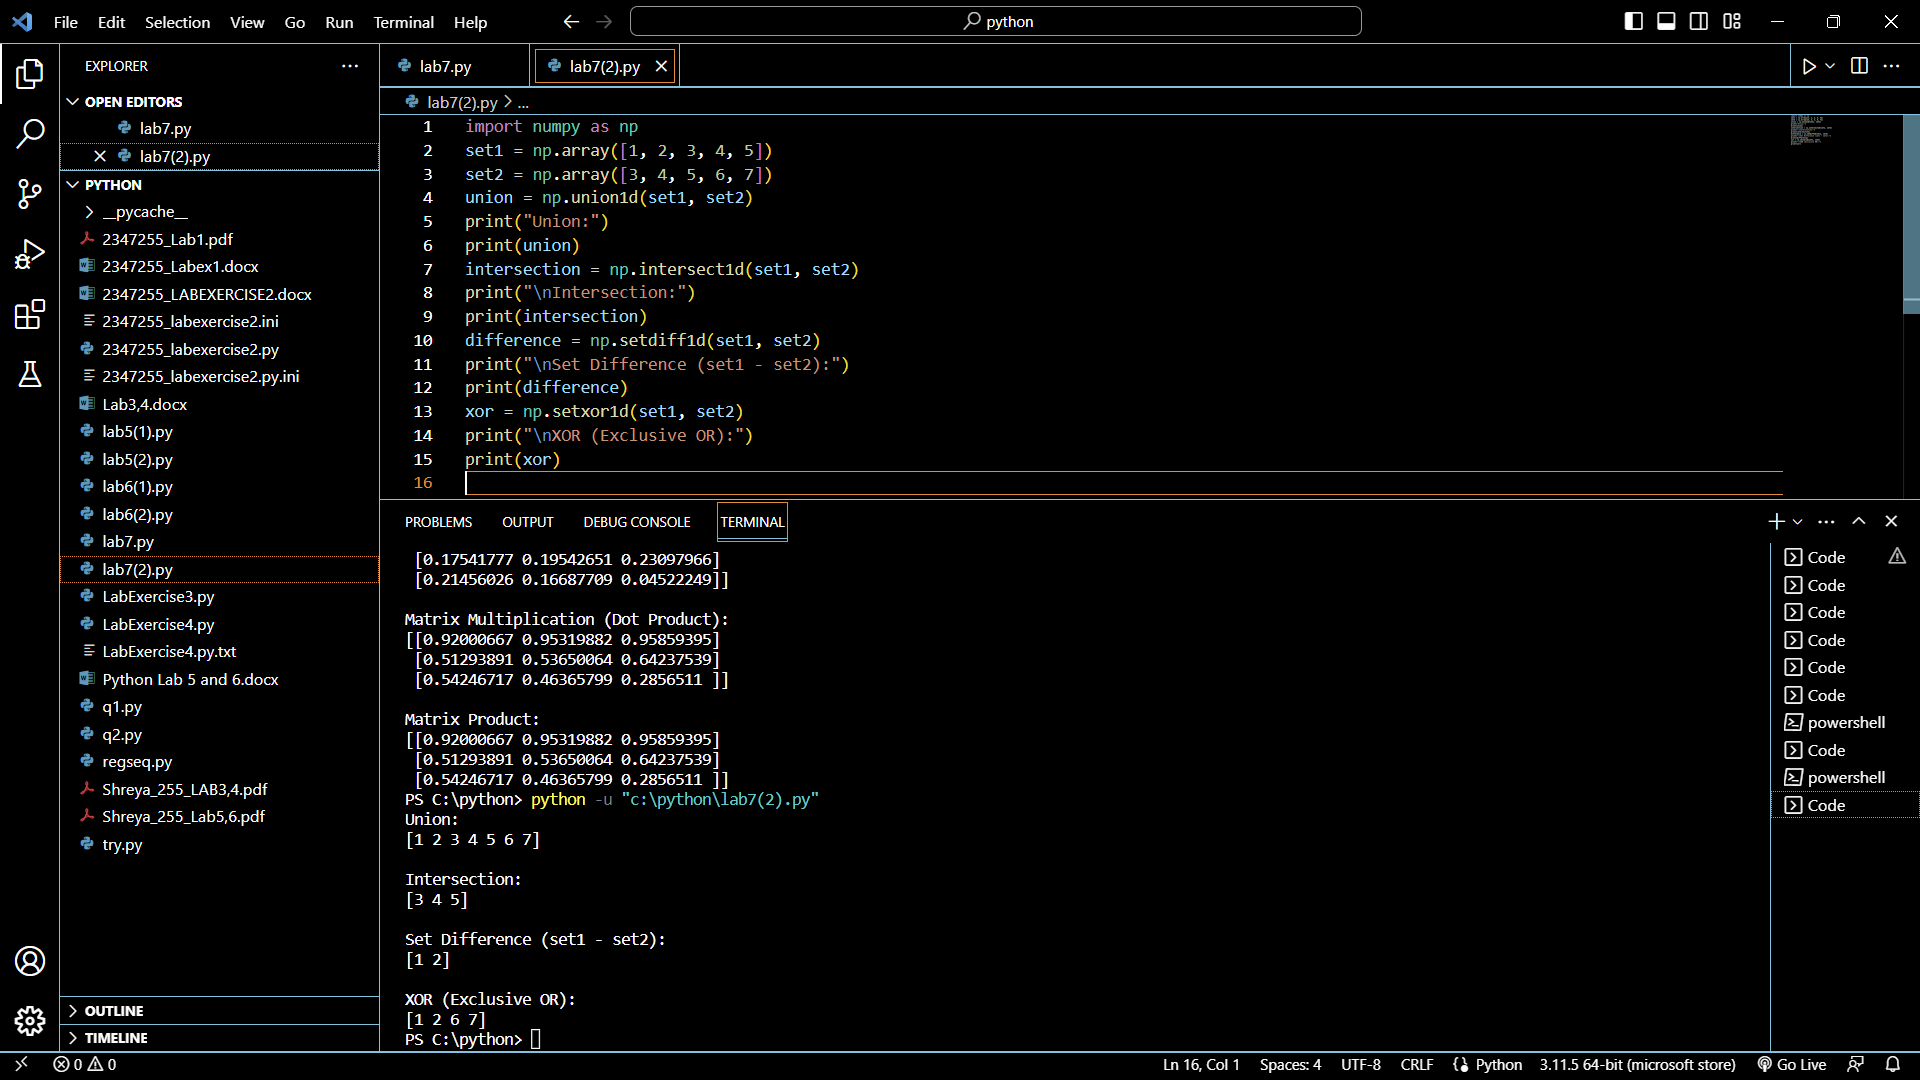 File Edit Selection View Go Run Terminal Help
python
EXPLORER
OPEN EDITORS
lab7.py
lab7(2).py
PYTHON
__pycache__
2347255_Lab1.pdf
2347255_Labex1.docx
2347255_LABEXERCISE2.docx
2347255_labexercise2.ini
2347255_labexercise2.py
2347255_labexercise2.py.ini
Lab3,4.docx
lab5(1).py
lab5(2).py
lab6(1).py
lab6(2).py
lab7.py
lab7(2).py
LabExercise3.py
LabExercise4.py
LabExercise4.py.txt
Python Lab 5 and 6.docx
q1.py
q2.py
regseq.py
Shreya_255_LAB3,4.pdf
Shreya_255_Lab5,6.pdf
try.py
OUTLINE
TIMELINE
lab7.py lab7(2).py
lab7(2).py > ...
1 import numpy as np
2 set1 = np.array([1, 2, 3, 4, 5])
3 set2 = np.array([3, 4, 5, 6, 7])
4 union = np.union1d(set1, set2)
5 print("Union:")
6 print(union)
7 intersection = np.intersect1d(set1, set2)
8 print("\nIntersection:")
9 print(intersection)
10 difference = np.setdiff1d(set1, set2)
11 print("\nSet Difference (set1 - set2):")
12 print(difference)
13 xor = np.setxor1d(set1, set2)
14 print("\nXOR (Exclusive OR):")
15 print(xor)
16
PROBLEMS OUTPUT DEBUG CONSOLE TERMINAL
[0.17541777 0.19542651 0.23097966]
[0.21456026 0.16687709 0.04522249]]
Matrix Multiplication (Dot Product):
[[0.92000667 0.95319882 0.95859395]
[0.51293891 0.53650064 0.64237539]
[0.54246717 0.46365799 0.2856511 ]]
Matrix Product:
[[0.92000667 0.95319882 0.95859395]
[0.51293891 0.53650064 0.64237539]
[0.54246717 0.46365799 0.2856511 ]]
PS C:\python> python -u "c:\python\lab7(2).py"
Union:
[1 2 3 4 5 6 7]
Intersection:
[3 4 5]
Set Difference (set1 - set2):
[1 2]
XOR (Exclusive OR):
[1 2 6 7]
PS C:\python>
Code
Code
Code
Code
Code
Code
powershell
Code
powershell
Code
0 0
Ln 16, Col 1 Spaces: 4 UTF-8 CRLF Python 3.11.5 64-bit (microsoft store) Go Live